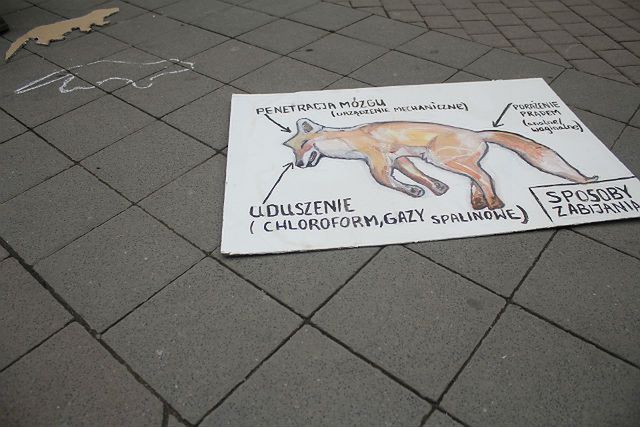 PENETRACJA MÓZGU
(URZĄDZENIE MECHANICZNE)
PORAŻENIE
PRĄDEM
(analne/
waginalne)
UDUSZENIE
(CHLOROFORM, GAZY SPALINOWE)
SPOSOBY
ZABIJANIA